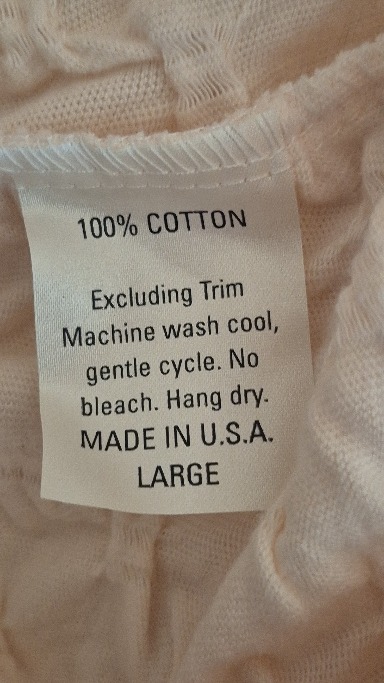 100% COTTON
Excluding Trim
Machine wash cool,
gentle cycle. No
bleach. Hang dry.
MADE IN U.S.A.
LARGE